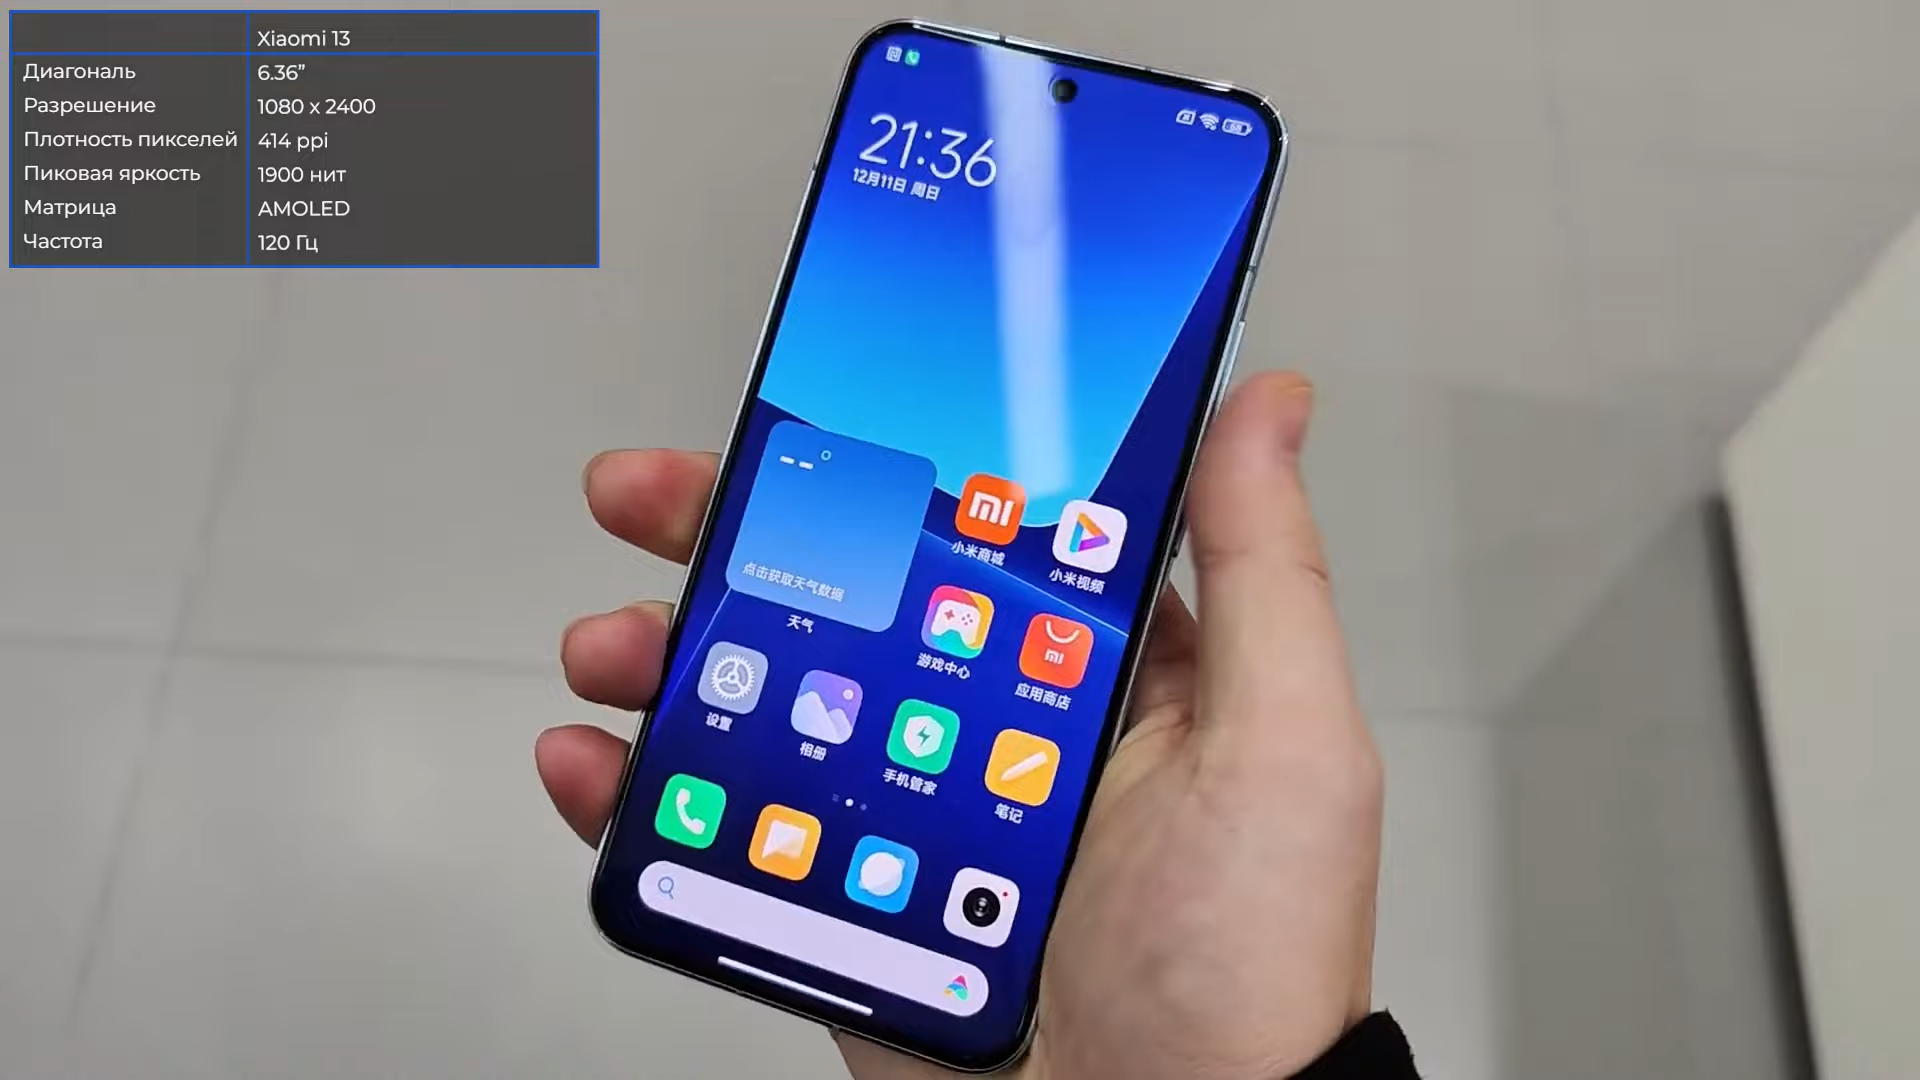 Xiaomi 13
Диагональ 6.36”
Разрешение 1080 x 2400
Плотность пикселей 414 ppi
Пиковая яркость 1900 нит
Матрица AMOLED
Частота 120 Гц
21:36
12月11日 周日
小米商城
小米视频
点击获取天气数据
天气
游戏中心
应用商店
设置
相册
手机管家
笔记